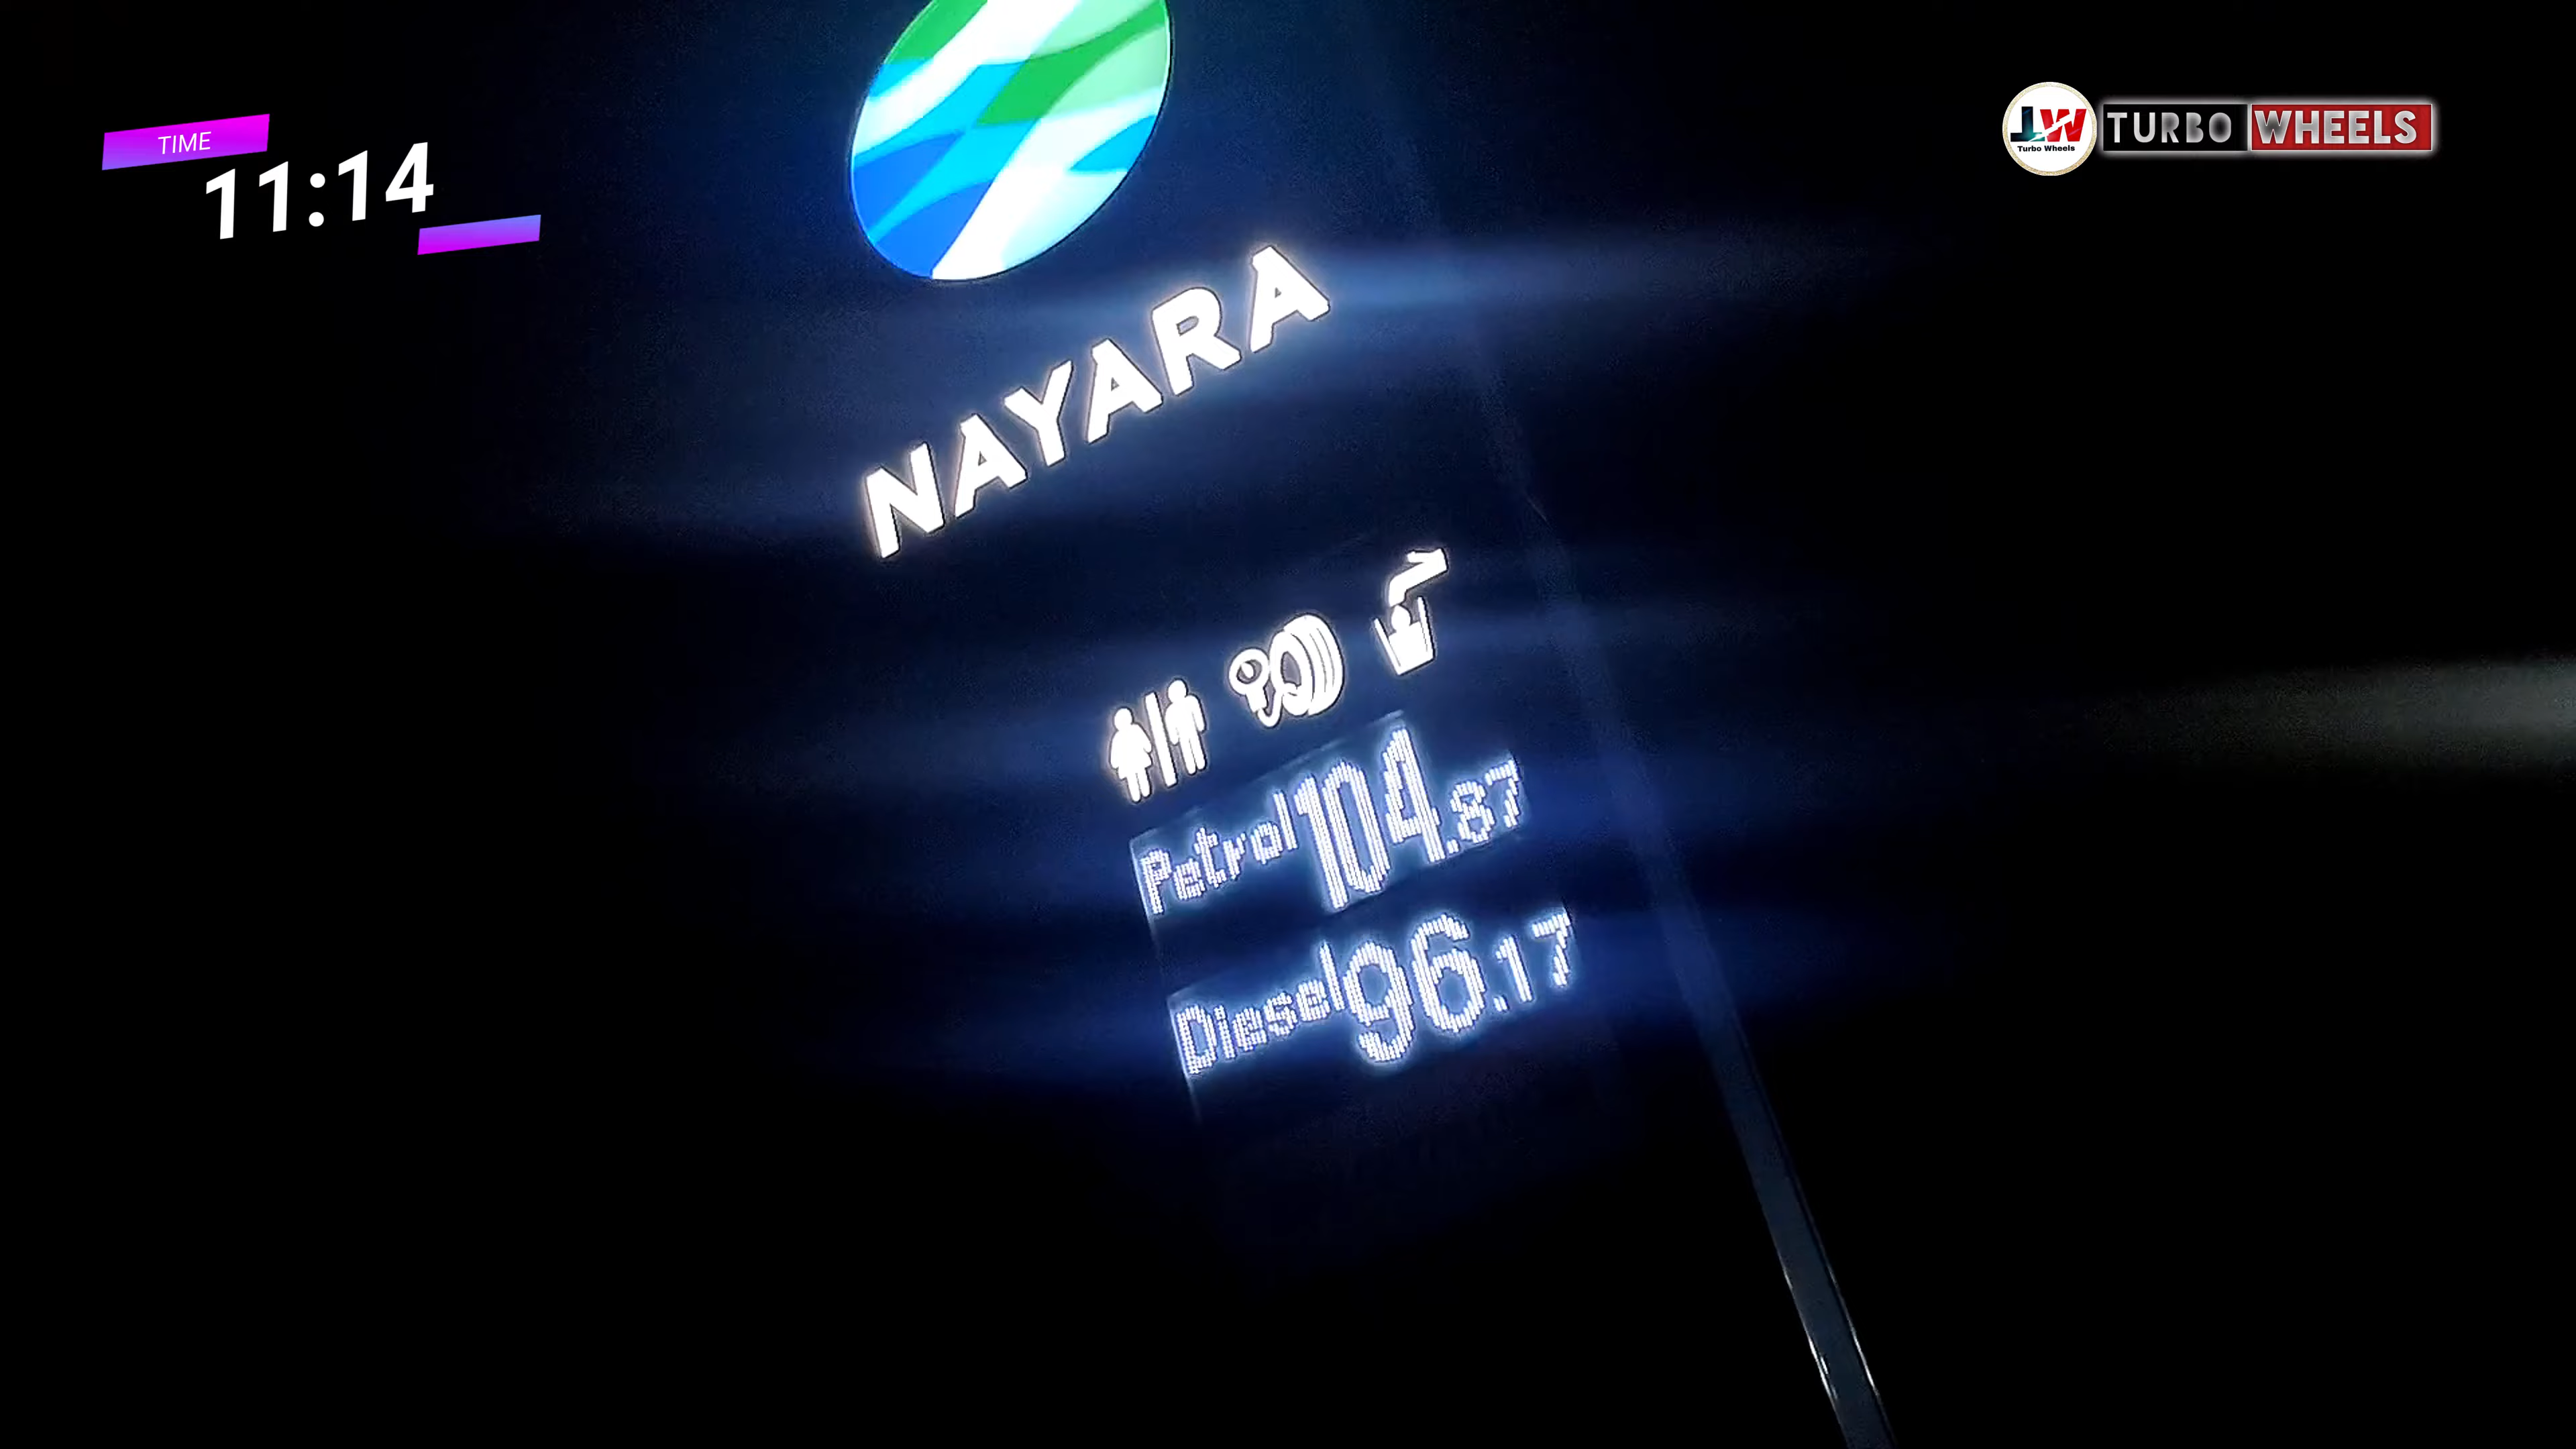 TIME
11:14
TURBO WHEELS
Turbo Wheels
NAYARA
Petrol 104.87
Diesel 96.17